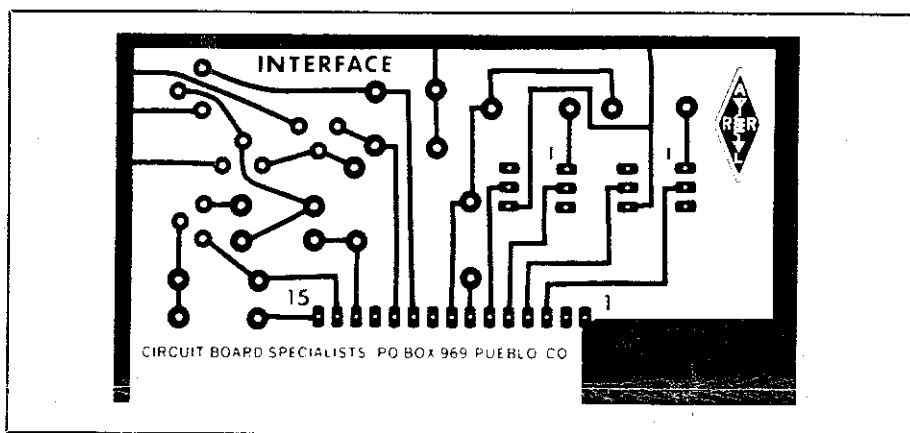 INTERFACE
A
R R
L
1 1
15 1
CIRCUIT BOARD SPECIALISTS PO BOX 969 PUEBLO CO